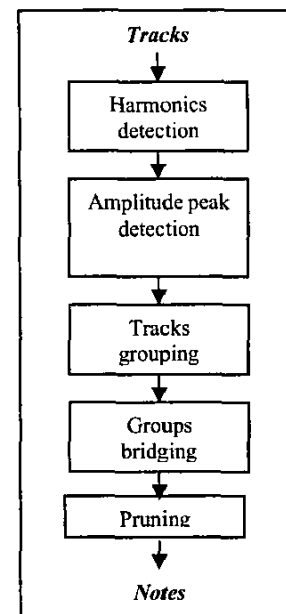 Tracks
Harmonics
detection
Amplitude peak
detection
Tracks
grouping
Groups
bridging
Pruning
Notes